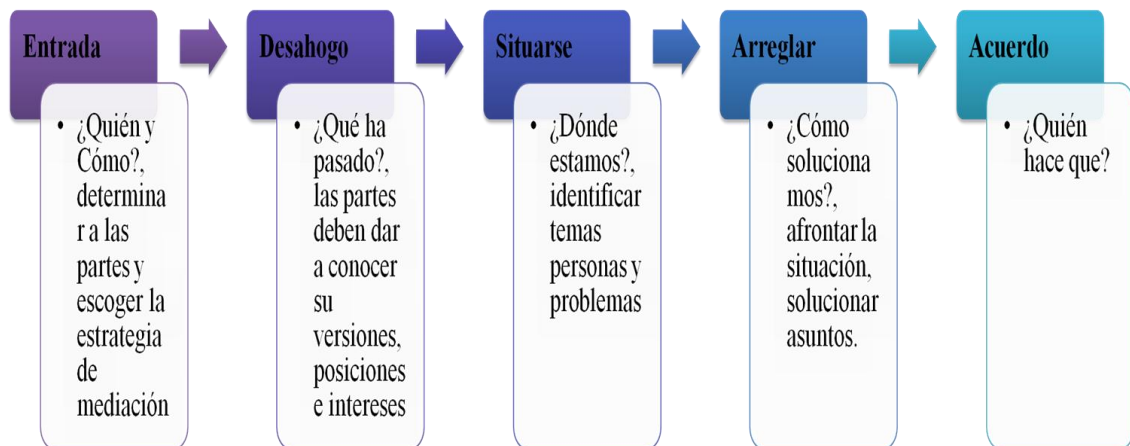 Entrada
• ¿Quién y
Cómo?,
determina
r a las
partes y
escoger la
estrategia
de
mediación
Desahogo
• ¿Qué ha
pasado?,
las partes
deben dar
a conocer
su
versiones,
posiciones
e intereses
Situarse
• ¿Dónde
estamos?,
identificar
temas
personas y
problemas
Arreglar
• ¿Cómo
soluciona
mos?,
afrontar la
situación,
solucionar
asuntos.
Acuerdo
• ¿Quién
hace que?